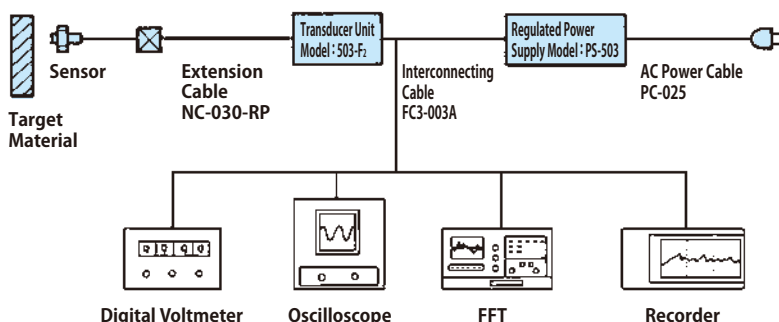 Transducer Unit
Model : 503-F₂
Regulated Power
Supply Model : PS-503
Sensor
Extension
Cable
NC-030-RP
Interconnecting
Cable
FC3-003A
AC Power Cable
PC-025
Target
Material
Digital Voltmeter
Oscilloscope
FFT
Recorder